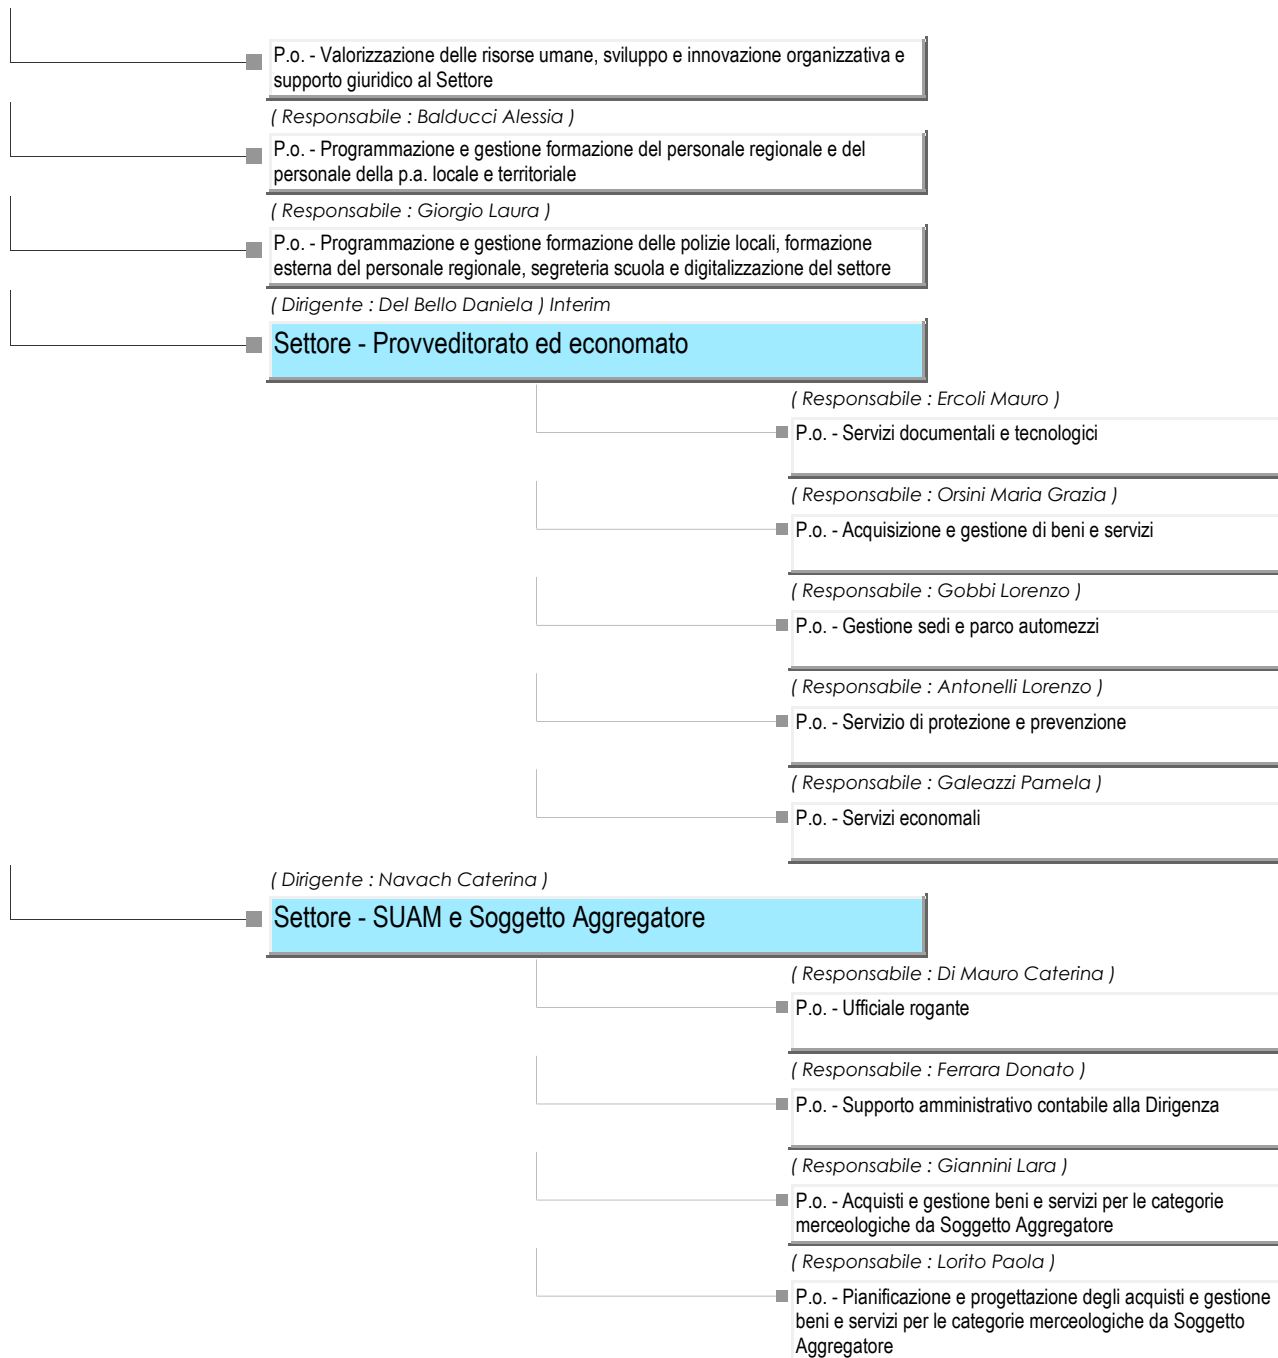 P.o. - Valorizzazione delle risorse umane, sviluppo e innovazione organizzativa e
supporto giuridico al Settore
( Responsabile : Balducci Alessia )
P.o. - Programmazione e gestione formazione del personale regionale e del
personale della p.a. locale e territoriale
( Responsabile : Giorgio Laura )
P.o. - Programmazione e gestione formazione delle polizie locali, formazione
esterna del personale regionale, segreteria scuola e digitalizzazione del settore
( Dirigente : Del Bello Daniela ) Interim
Settore - Provveditorato ed economato
( Responsabile : Ercoli Mauro )
P.o. - Servizi documentali e tecnologici
( Responsabile : Orsini Maria Grazia )
P.o. - Acquisizione e gestione di beni e servizi
( Responsabile : Gobbi Lorenzo )
P.o. - Gestione sedi e parco automezzi
( Responsabile : Antonelli Lorenzo )
P.o. - Servizio di protezione e prevenzione
( Responsabile : Galeazzi Pamela )
P.o. - Servizi economali
( Dirigente : Navach Caterina )
Settore - SUAM e Soggetto Aggregatore
( Responsabile : Di Mauro Caterina )
P.o. - Ufficiale rogante
( Responsabile : Ferrara Donato )
P.o. - Supporto amministrativo contabile alla Dirigenza
( Responsabile : Giannini Lara )
P.o. - Acquisti e gestione beni e servizi per le categorie
merceologiche da Soggetto Aggregatore
( Responsabile : Lorito Paola )
P.o. - Pianificazione e progettazione degli acquisti e gestione
beni e servizi per le categorie merceologiche da Soggetto
Aggregatore